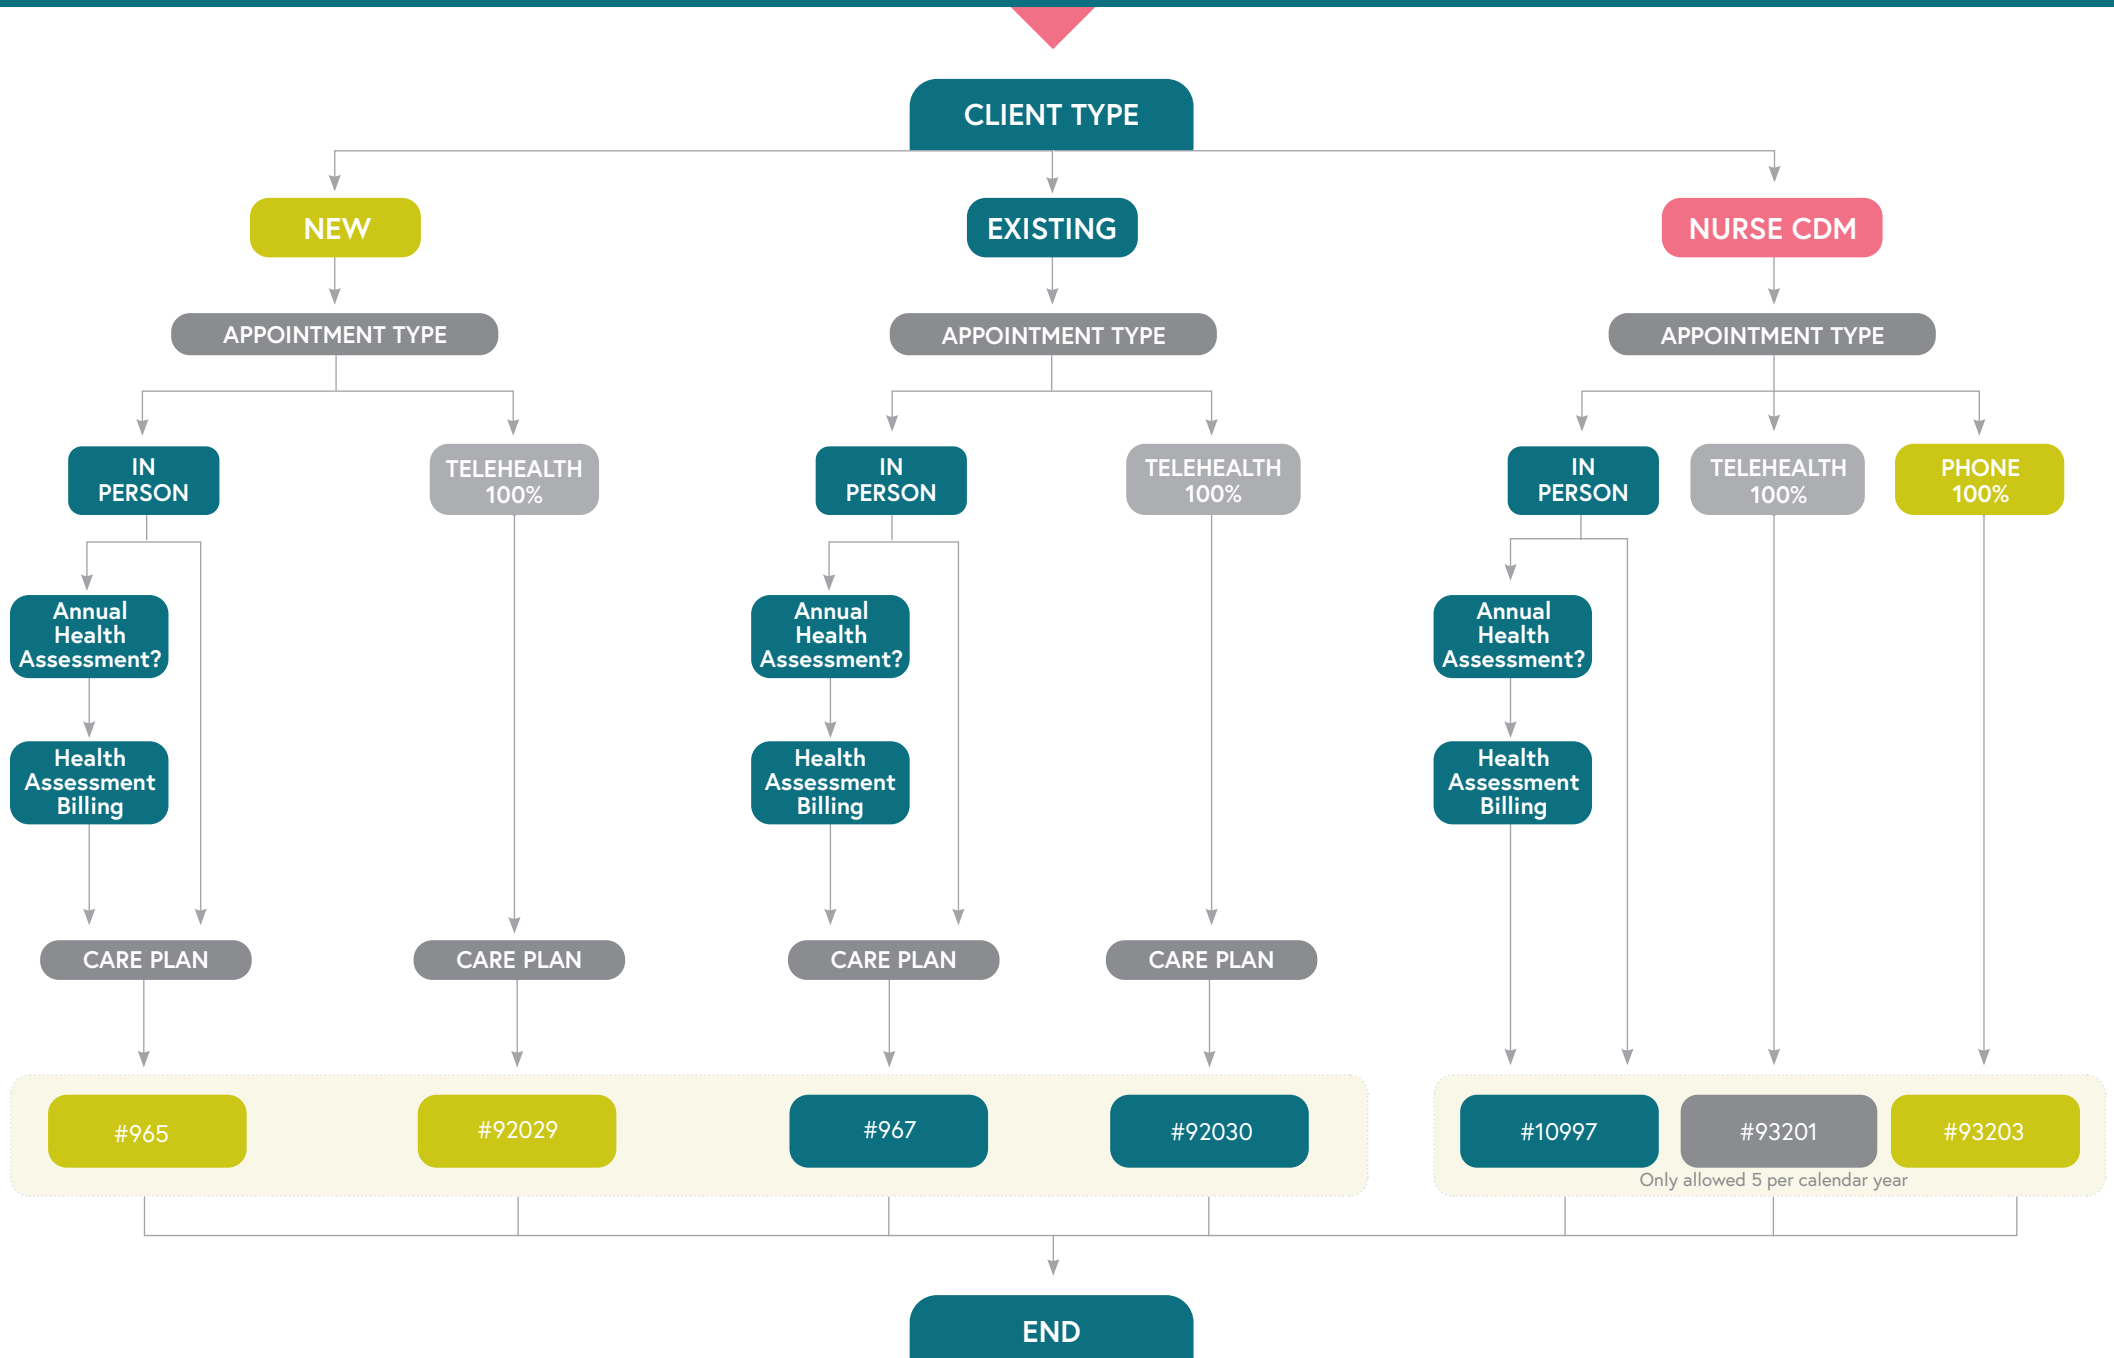 CLIENT TYPE
NEW
EXISTING
NURSE CDM
APPOINTMENT TYPE
APPOINTMENT TYPE
APPOINTMENT TYPE
IN
PERSON
TELEHEALTH
100%
IN
PERSON
TELEHEALTH
100%
IN
PERSON
TELEHEALTH
100%
PHONE
100%
Annual
Health
Assessment?
Annual
Health
Assessment?
Annual
Health
Assessment?
Health
Assessment
Billing
Health
Assessment
Billing
Health
Assessment
Billing
CARE PLAN
CARE PLAN
CARE PLAN
CARE PLAN
#965
#92029
#967
#92030
#10997
#93201
#93203
Only allowed 5 per calendar year
END